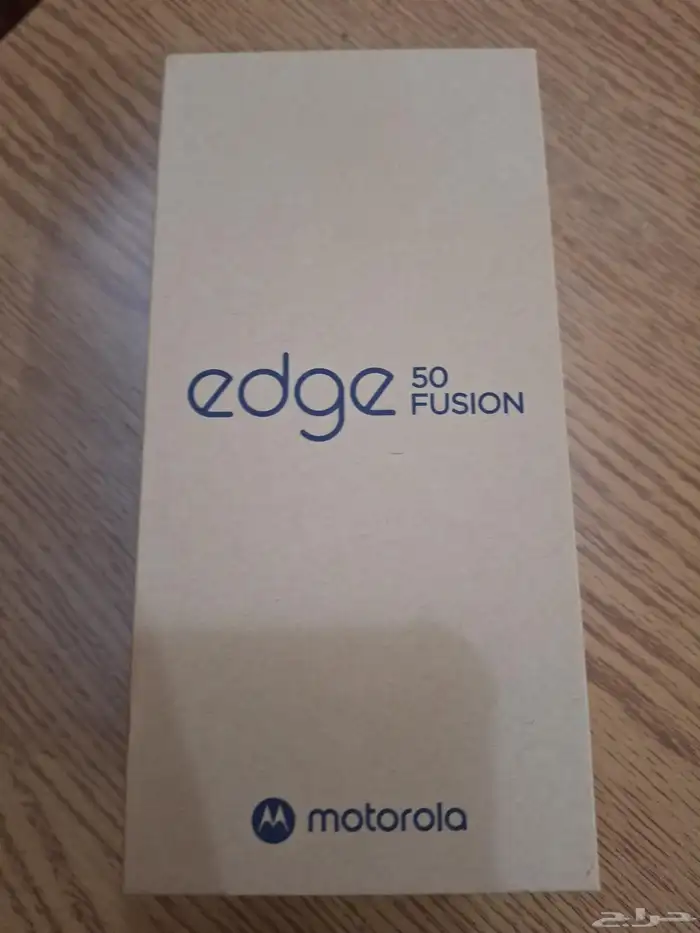 edge 50
FUSION
motorola
حراج